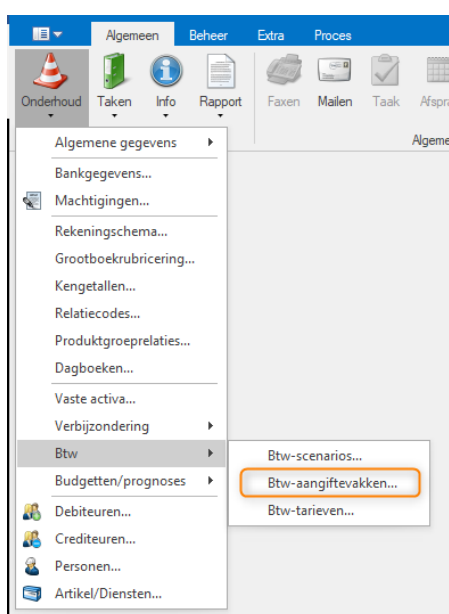 Algemeen Beheer Extra Proces
Onderhoud Taken Info Rapport Faxen Mailen Taak Afspra
Algeme
Algemene gegevens
Bankgegevens...
Machtigingen...
Rekeningschema...
Grootboekrubricering...
Kengetallen...
Relatiecodes...
Produktgroeprelaties...
Dagboeken...
Vaste activa...
Verbijzondering
Btw
Btw-scenarios...
Budgetten/prognoses
Btw-aangiftevakken...
Debiteuren...
Btw-tarieven...
Crediteuren...
Personen...
Artikel/Diensten...